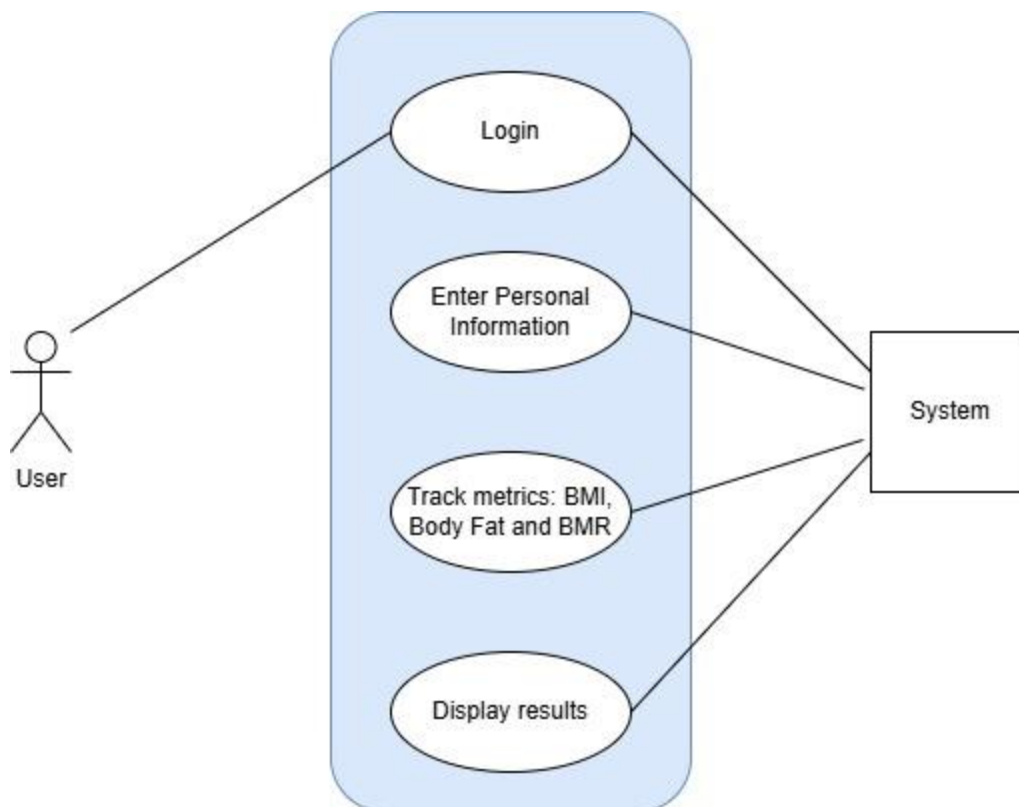 Login
Enter Personal
Information
System
User
Track metrics: BMI,
Body Fat and BMR
Display results